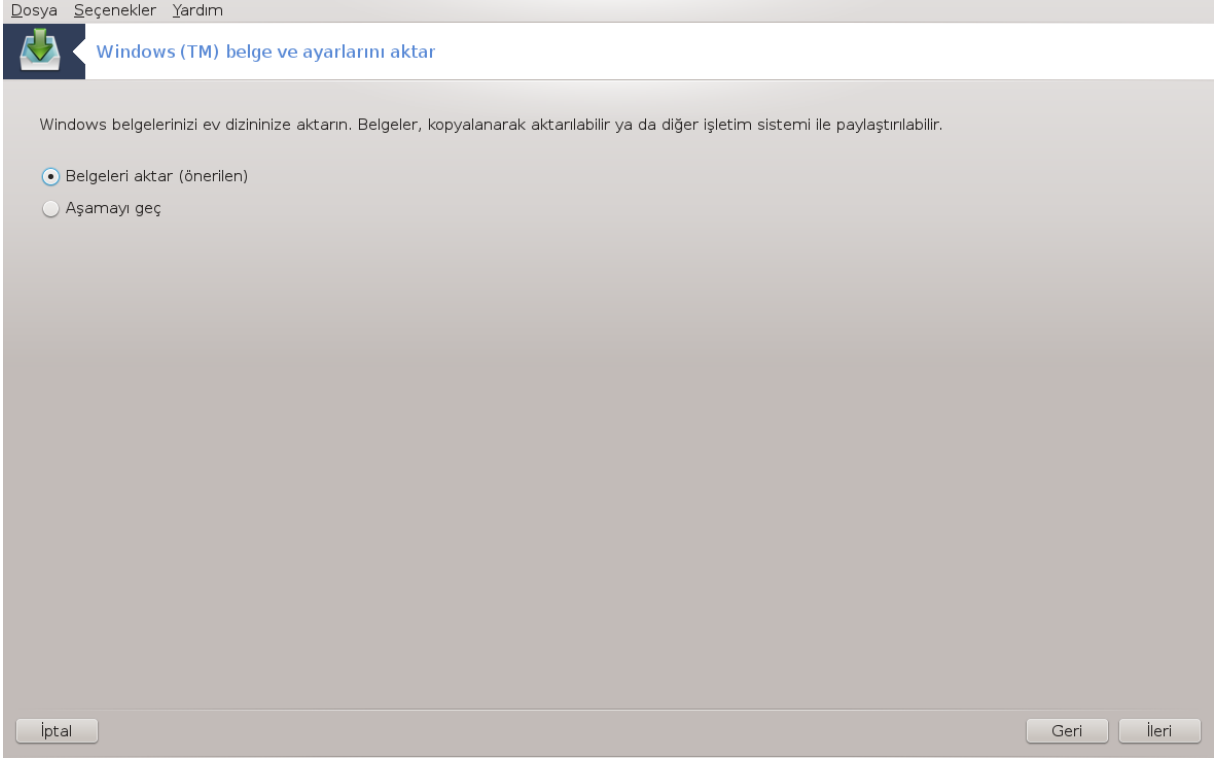 Dosya Seçenekler Yardım
Windows (TM) belge ve ayarlarını aktar
Windows belgelerinizi ev dizininize aktarın. Belgeler, kopyalanarak aktarılabilir ya da diğer işletim sistemi ile paylaştırılabilir.
Belgeleri aktar (önerilen)
Aşamayı geç
İptal Geri İleri